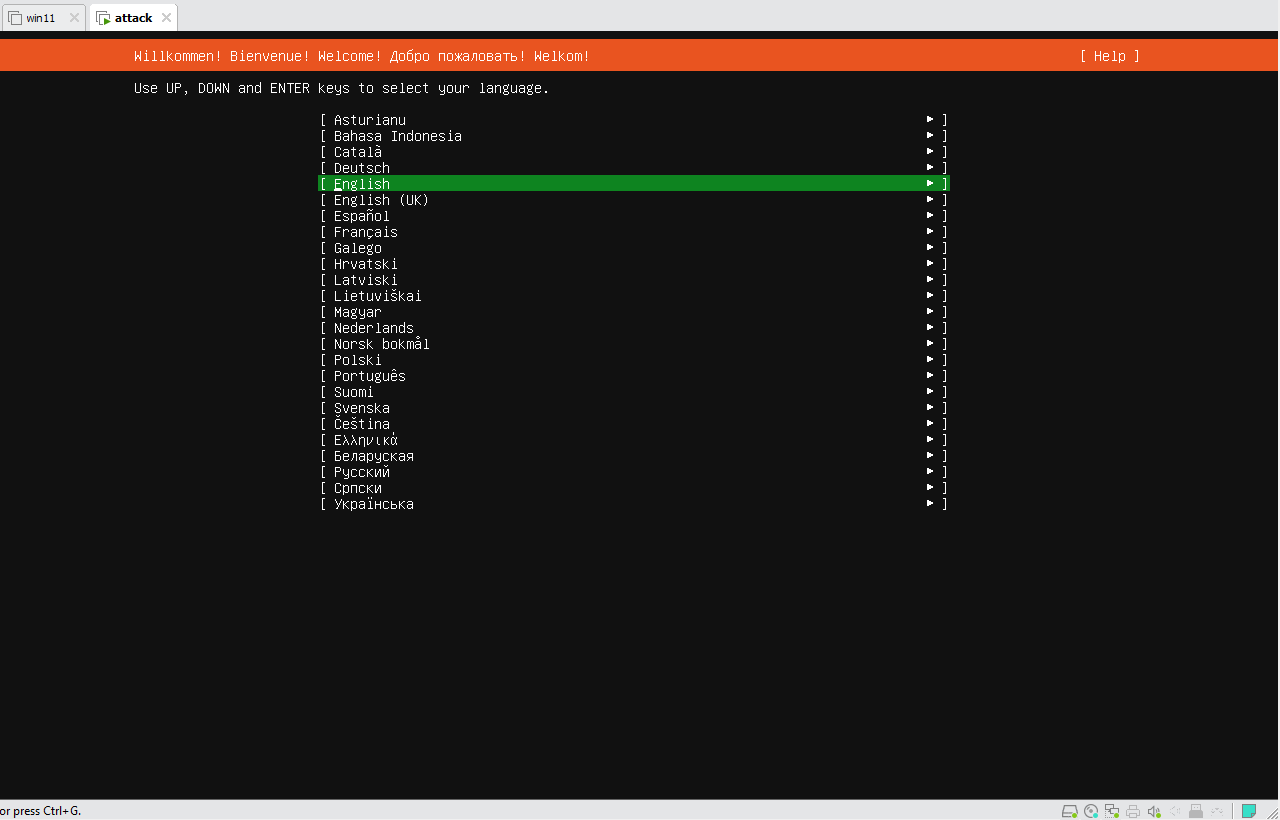 win11 attack
Willkommen! Bienvenue! Welcome! Добро пожаловать! Welkom! [ Help ]
Use UP, DOWN and ENTER keys to select your language.
[ Asturianu ▸ ]
[ Bahasa Indonesia ▸ ]
[ Català ▸ ]
[ Deutsch ▸ ]
[ English ▸ ]
[ English (UK) ▸ ]
[ Español ▸ ]
[ Français ▸ ]
[ Galego ▸ ]
[ Hrvatski ▸ ]
[ Latviski ▸ ]
[ Lietuviškai ▸ ]
[ Magyar ▸ ]
[ Nederlands ▸ ]
[ Norsk bokmål ▸ ]
[ Polski ▸ ]
[ Português ▸ ]
[ Suomi ▸ ]
[ Svenska ▸ ]
[ Čeština ▸ ]
[ Ελληνικά ▸ ]
[ Беларуская ▸ ]
[ Русский ▸ ]
[ Српски ▸ ]
[ Українська ▸ ]
or press Ctrl+G.